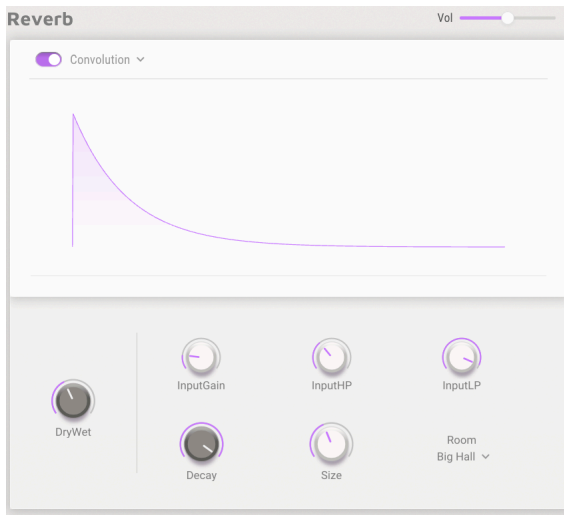 Reverb
Vol
Convolution
InputGain
InputHP
InputLP
DryWet
Decay
Size
Room
Big Hall